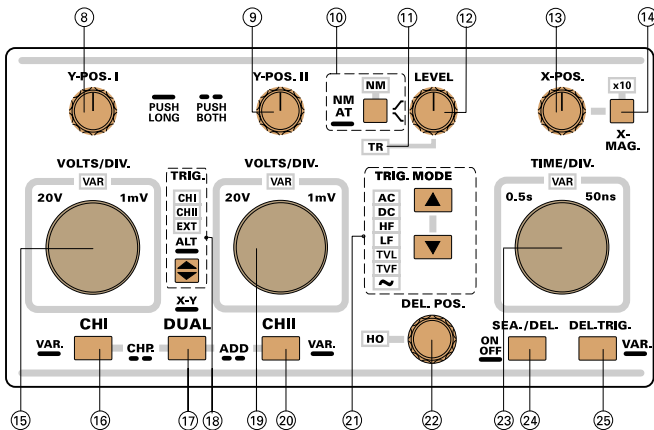 ⑧ ⑨ ⑩ ⑪ ⑫ ⑬ ⑭
Y-POS. I
PUSH LONG
PUSH BOTH
Y-POS. II
NM
AT
NM
LEVEL
TR
X-POS.
x10
X-MAG.
VOLTS/DIV.
VAR
20V 1mV
TRIG.
CHI
CHII
EXT
ALT
VOLTS/DIV.
VAR
20V 1mV
TRIG. MODE
AC
DC
HF
LF
TVL
TVF
~
TIME/DIV.
VAR
0.5s 50ns
X-Y
CHI
VAR.
CHP.
DUAL
ADD
CHII
VAR.
DEL. POS.
HO
SEA./DEL.
ON
OFF
DEL-TRIG.
VAR.
⑮ ⑯ ⑰ ⑱ ⑲ ⑳ ㉑ ㉒ ㉓ ㉔ ㉕